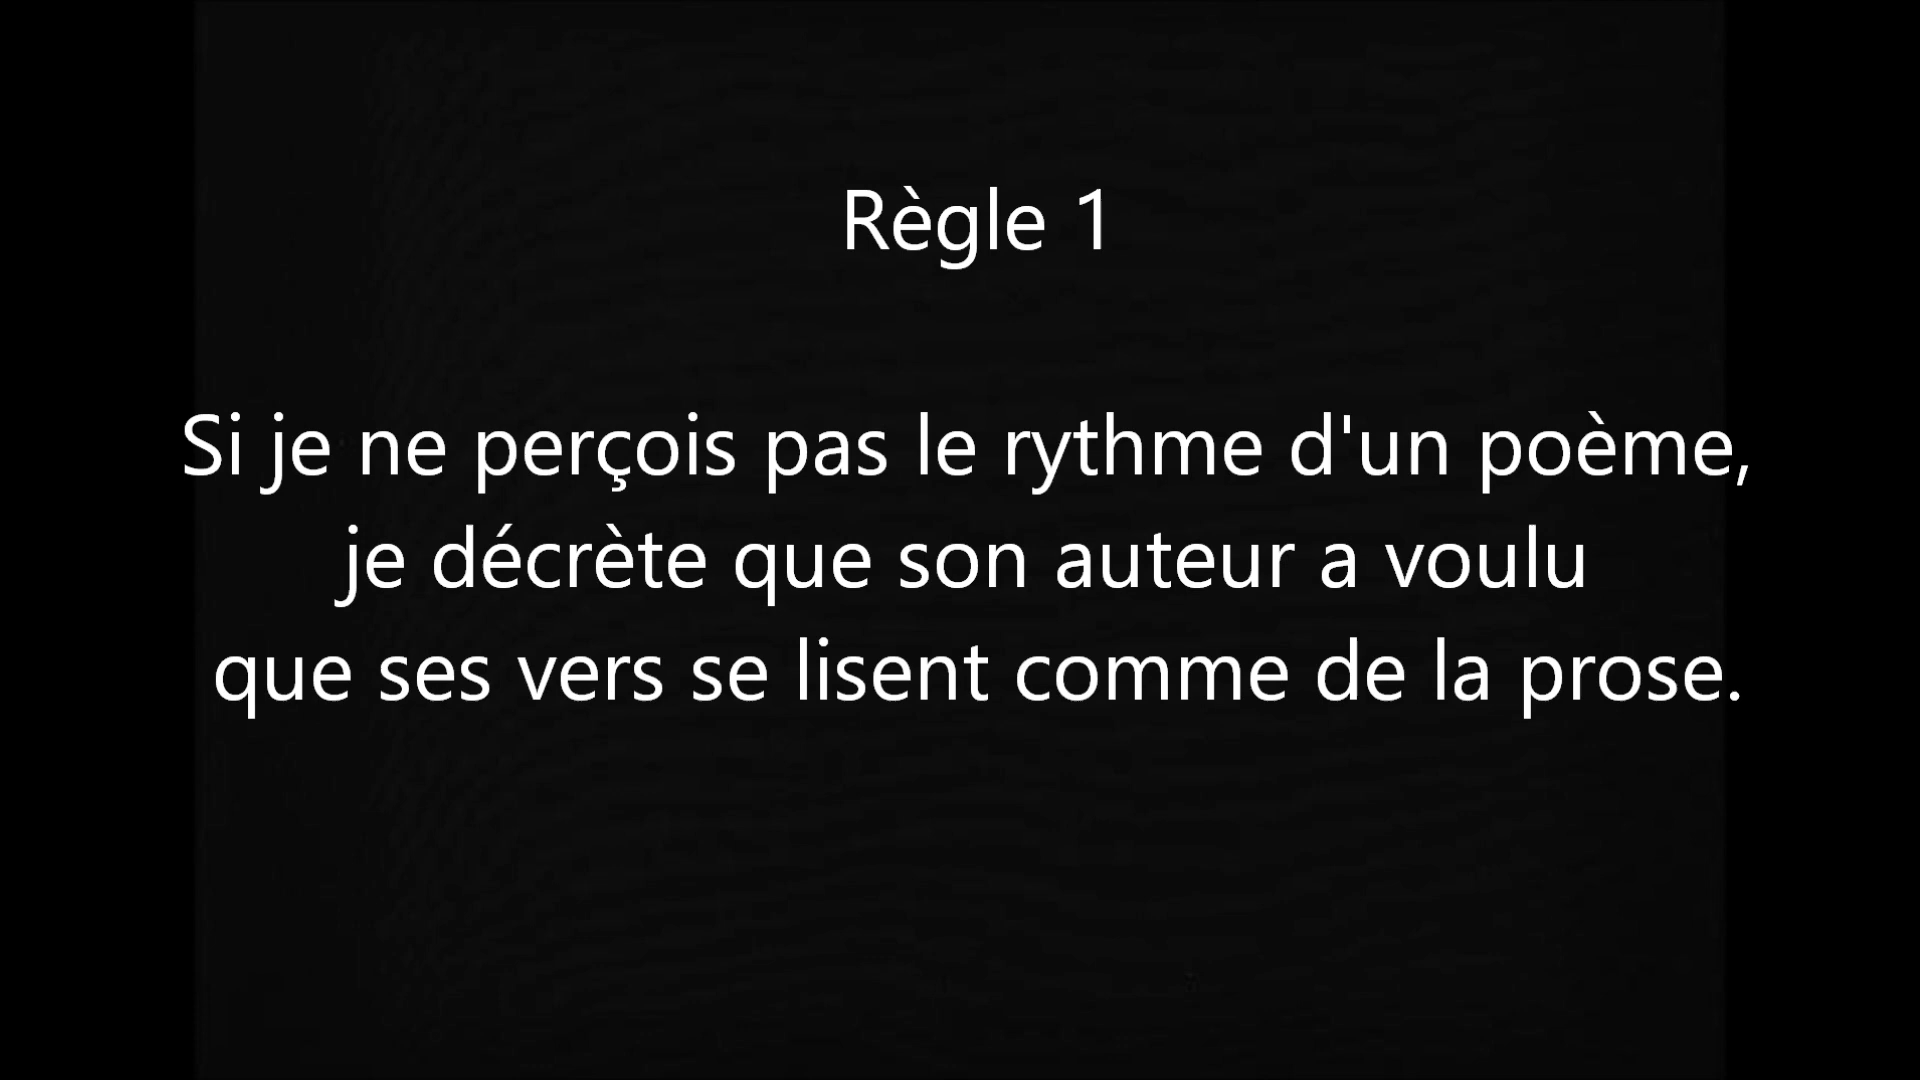 Règle 1
Si je ne perçois pas le rythme d'un poème,
je décrète que son auteur a voulu
que ses vers se lisent comme de la prose.